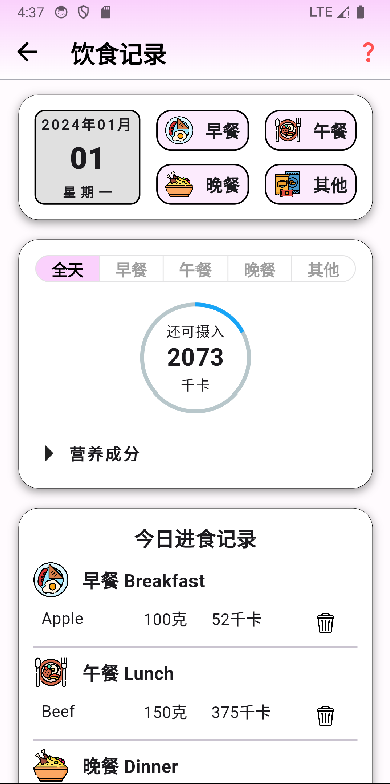 4:37 LTE
饮食记录 ?
2024年01月
01
星期一
早餐 午餐
晚餐 其他
全天 早餐 午餐 晚餐 其他
还可摄入
2073
千卡
营养成分
今日进食记录
早餐 Breakfast
Apple 100克 52千卡
午餐 Lunch
Beef 150克 375千卡
晚餐 Dinner